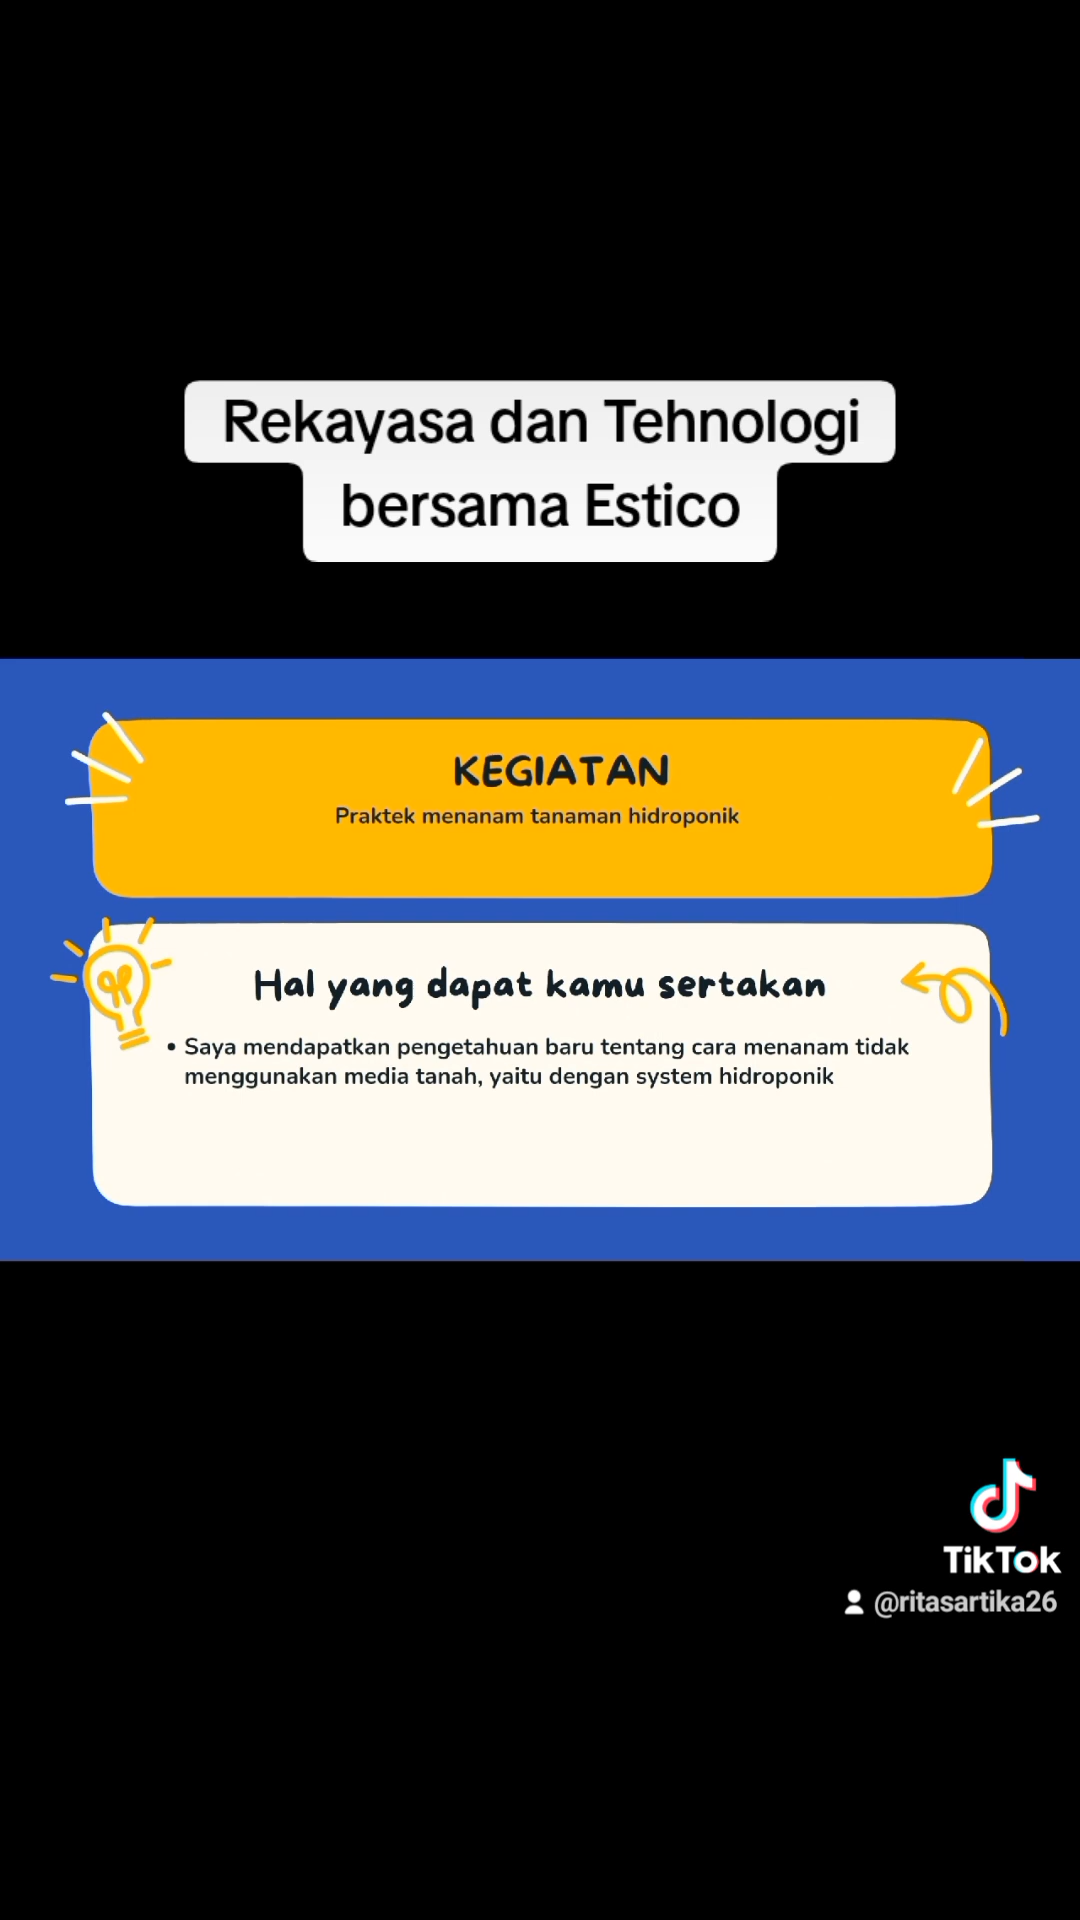 Rekayasa dan Tehnologi
bersama Estico
KEGIATAN
Praktek menanam tanaman hidroponik
Hal yang dapat kamu sertakan
• Saya mendapatkan pengetahuan baru tentang cara menanam tidak
menggunakan media tanah, yaitu dengan system hidroponik
TikTok
@ritasartika26